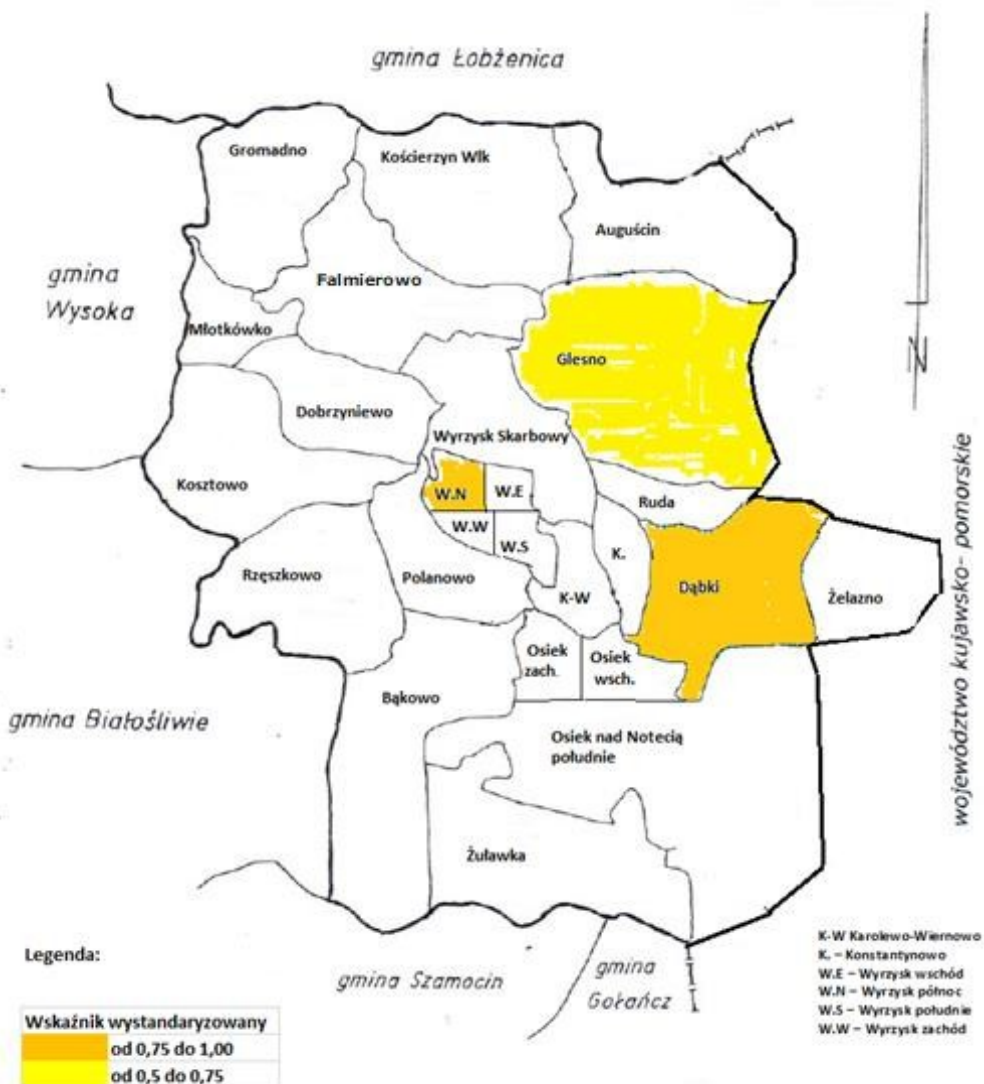 gmina Łobżenica
Gromadno
Kościerzyn Wlk
Auguścin
gmina
Wysoka
Falmierowo
Młotkówko
Glesno
N
Dobrzyniewo
Wyrzysk Skarbowy
Kosztowo
W.N
W.E
Ruda
W.W
W.S
K.
Rzęszkowo
Polanowo
K-W
Dąbki
Żelazno
województwo kujawsko- pomorskie
Osiek
zach.
Osiek
wsch.
Bąkowo
gmina Białośliwie
Osiek nad Notecią
południe
Żuławka
Legenda:
gmina Szamocin
gmina
Gołańcz
K-W Karolewo-Wiernowo
K. – Konstantynowo
W.E – Wyrzysk wschód
W.N – Wyrzysk północ
W.S – Wyrzysk południe
W.W – Wyrzysk zachód
Wskaźnik wystandaryzowany
od 0,75 do 1,00
od 0,5 do 0,75